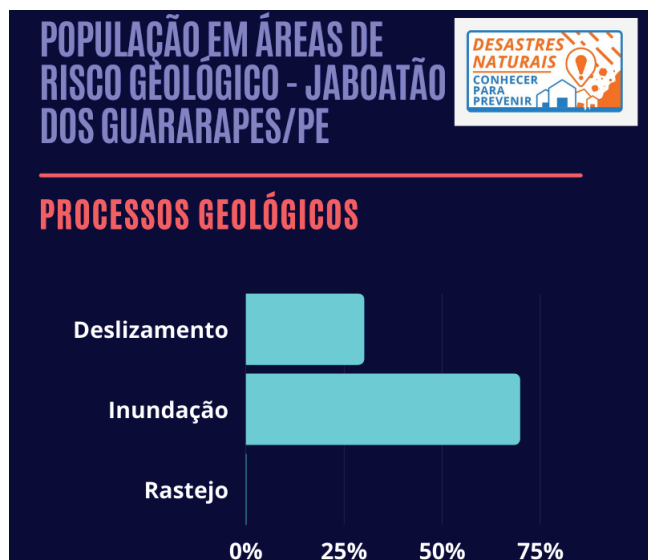 POPULAÇÃO EM ÁREAS DE
RISCO GEOLÓGICO - JABOATÃO
DOS GUARARAPES/PE
DESASTRES
NATURAIS
CONHECER
PARA
PREVENIR
PROCESSOS GEOLÓGICOS
Deslizamento
Inundação
Rastejo
0% 25% 50% 75%